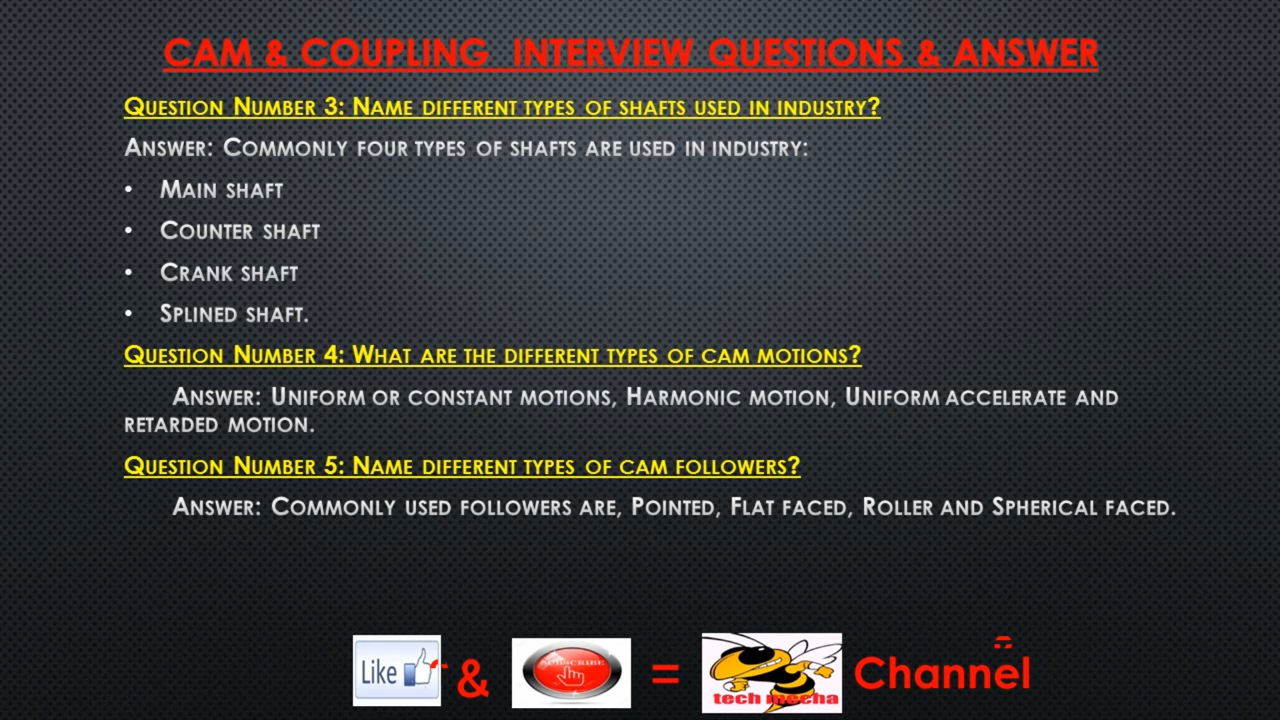 CAM & COUPLING INTERVIEW QUESTIONS & ANSWER
QUESTION NUMBER 3: NAME DIFFERENT TYPES OF SHAFTS USED IN INDUSTRY?
ANSWER: COMMONLY FOUR TYPES OF SHAFTS ARE USED IN INDUSTRY:
• MAIN SHAFT
• COUNTER SHAFT
• CRANK SHAFT
• SPLINED SHAFT.
QUESTION NUMBER 4: WHAT ARE THE DIFFERENT TYPES OF CAM MOTIONS?
ANSWER: UNIFORM OR CONSTANT MOTIONS, HARMONIC MOTION, UNIFORM ACCELERATE AND
RETARDED MOTION.
QUESTION NUMBER 5: NAME DIFFERENT TYPES OF CAM FOLLOWERS?
ANSWER: COMMONLY USED FOLLOWERS ARE, POINTED, FLAT FACED, ROLLER AND SPHERICAL FACED.
Like & SUBSCRIBE = tech mecha Channel